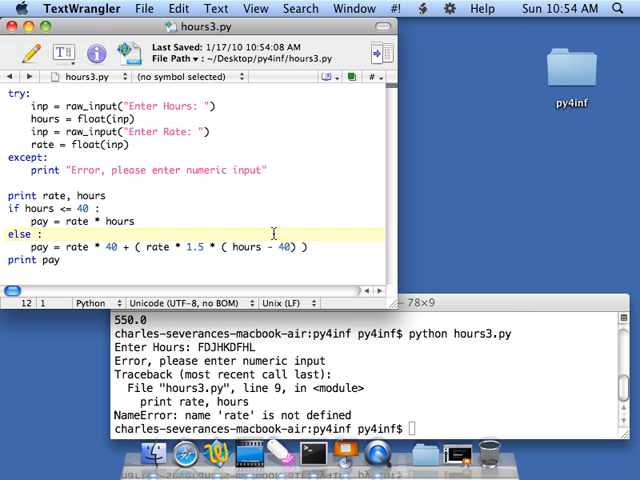 TextWrangler File Edit Text View Search Window #! Sun 10:54 AM
hours3.py
Last Saved: 1/17/10 10:54:08 AM
File Path ▾ : ~/Desktop/py4inf/hours3.py
hours3.py (no symbol selected) #
try:
    inp = raw_input("Enter Hours: ")
    hours = float(inp)
    inp = raw_input("Enter Rate: ")
    rate = float(inp)
except:
    print "Error, please enter numeric input"
print rate, hours
if hours <= 40 :
    pay = rate * hours
else :
    pay = rate * 40 + ( rate * 1.5 * ( hours - 40) )
print pay
12 1 Python Unicode (UTF-8, no BOM) Unix (LF)
py4inf
— 78×9
550.0
charles-severances-macbook-air:py4inf py4inf$ python hours3.py
Enter Hours: FDJHKDFHL
Error, please enter numeric input
Traceback (most recent call last):
  File "hours3.py", line 9, in <module>
    print rate, hours
NameError: name 'rate' is not defined
charles-severances-macbook-air:py4inf py4inf$